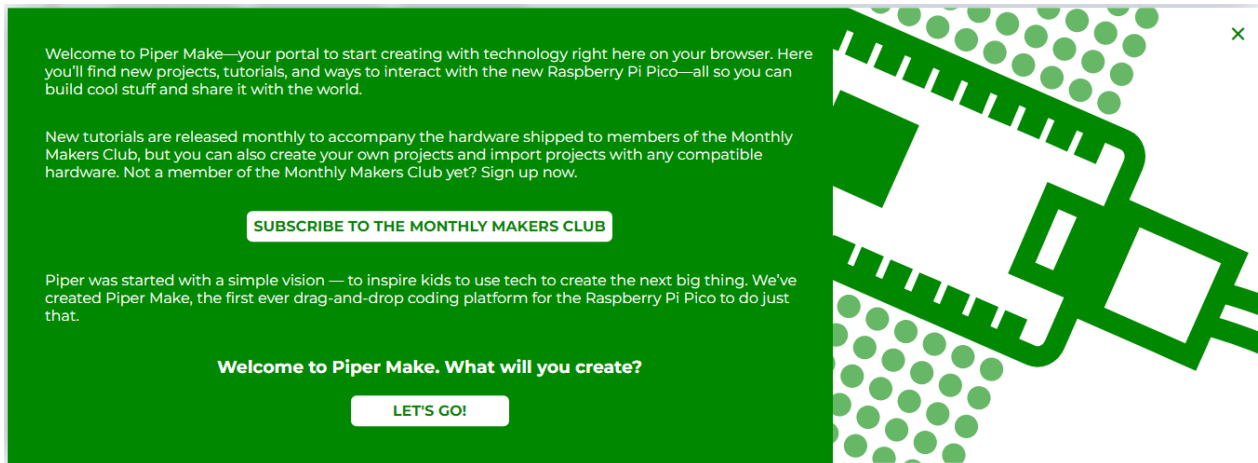 Welcome to Piper Make—your portal to start creating with technology right here on your browser. Here
you'll find new projects, tutorials, and ways to interact with the new Raspberry Pi Pico—all so you can
build cool stuff and share it with the world.
New tutorials are released monthly to accompany the hardware shipped to members of the Monthly
Makers Club, but you can also create your own projects and import projects with any compatible
hardware. Not a member of the Monthly Makers Club yet? Sign up now.
SUBSCRIBE TO THE MONTHLY MAKERS CLUB
Piper was started with a simple vision — to inspire kids to use tech to create the next big thing. We've
created Piper Make, the first ever drag-and-drop coding platform for the Raspberry Pi Pico to do just
that.
Welcome to Piper Make. What will you create?
LET'S GO!